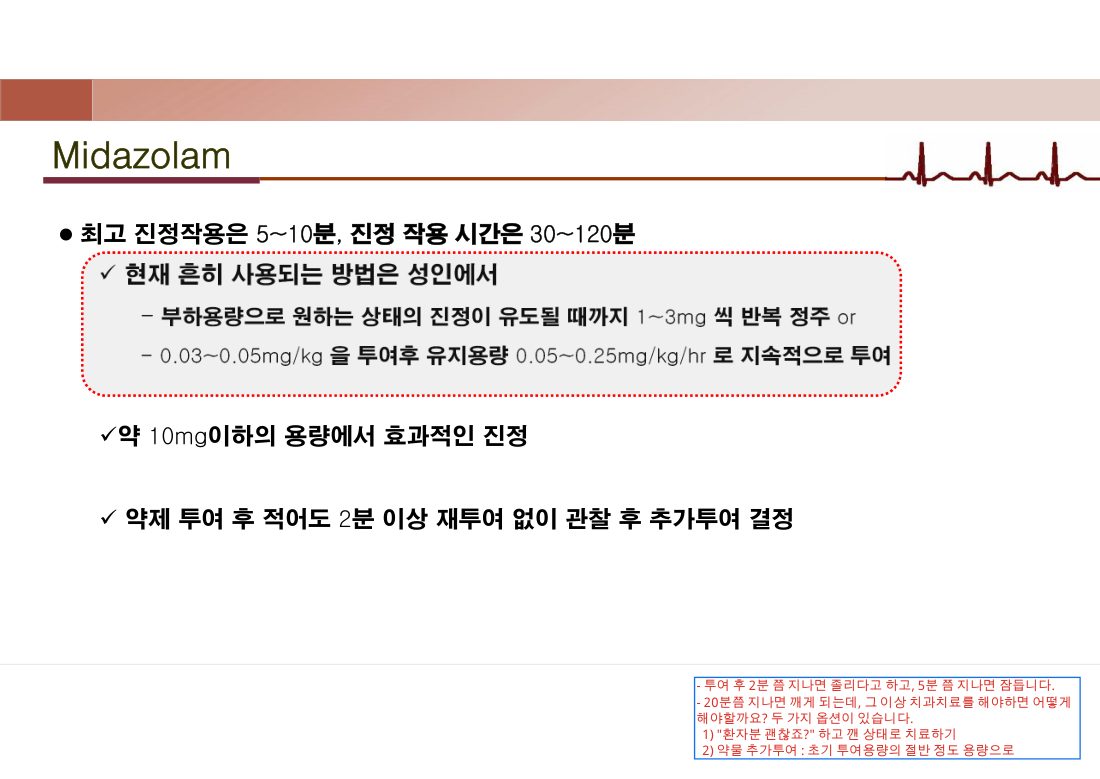 Midazolam
● 최고 진정작용은 5~10분, 진정 작용 시간은 30~120분
✓ 현재 흔히 사용되는 방법은 성인에서
– 부하용량으로 원하는 상태의 진정이 유도될 때까지 1~3mg 씩 반복 정주 or
– 0.03~0.05mg/kg 을 투여후 유지용량 0.05~0.25mg/kg/hr 로 지속적으로 투여
✓약 10mg이하의 용량에서 효과적인 진정
✓ 약제 투여 후 적어도 2분 이상 재투여 없이 관찰 후 추가투여 결정
- 투여 후 2분 쯤 지나면 졸리다고 하고, 5분 쯤 지나면 잠듭니다.
- 20분쯤 지나면 깨게 되는데, 그 이상 치과치료를 해야하면 어떻게
해야할까요? 두 가지 옵션이 있습니다.
1) "환자분 괜찮죠?" 하고 깬 상태로 치료하기
2) 약물 추가투여 : 초기 투여용량의 절반 정도 용량으로